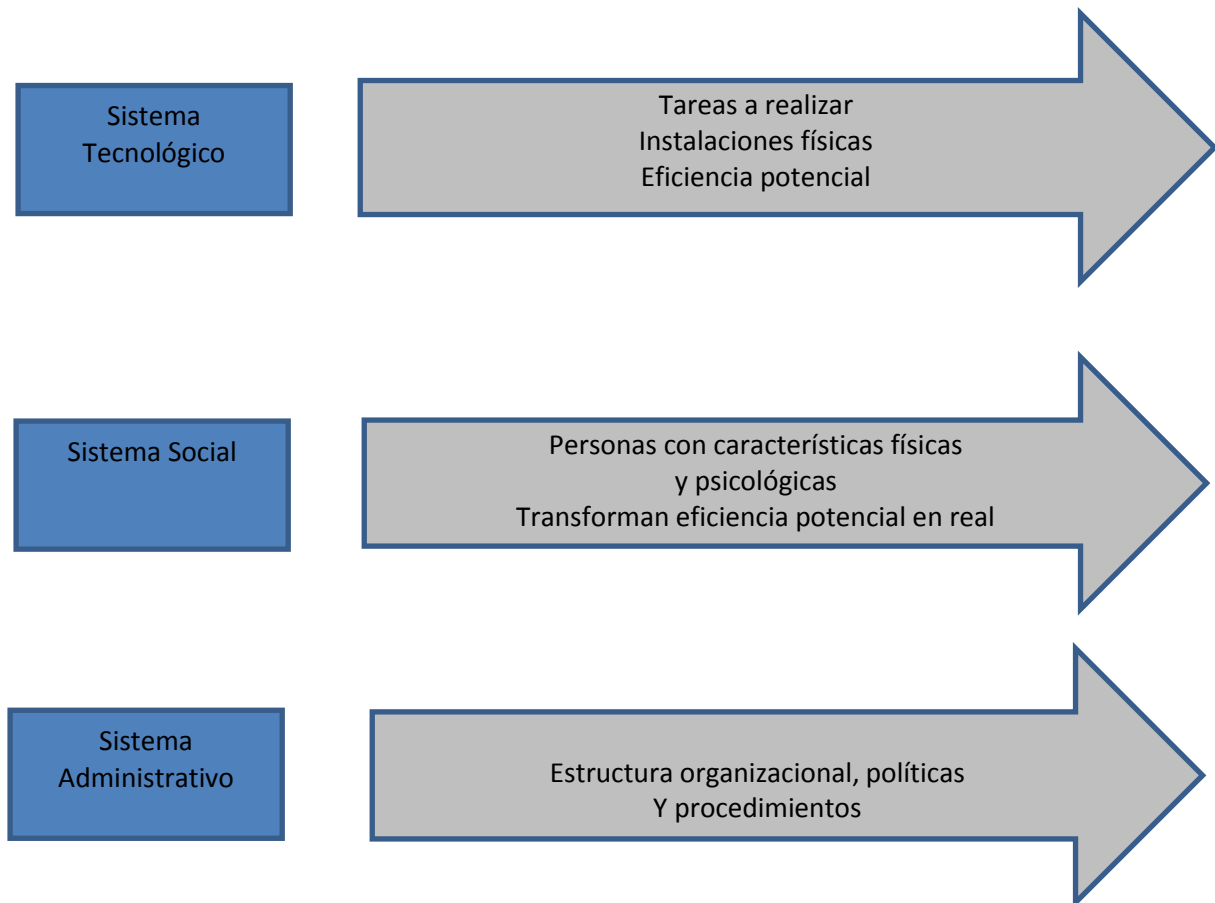 Sistema
Tecnológico
Tareas a realizar
Instalaciones físicas
Eficiencia potencial
Sistema Social
Personas con características físicas
y psicológicas
Transforman eficiencia potencial en real
Sistema
Administrativo
Estructura organizacional, políticas
Y procedimientos